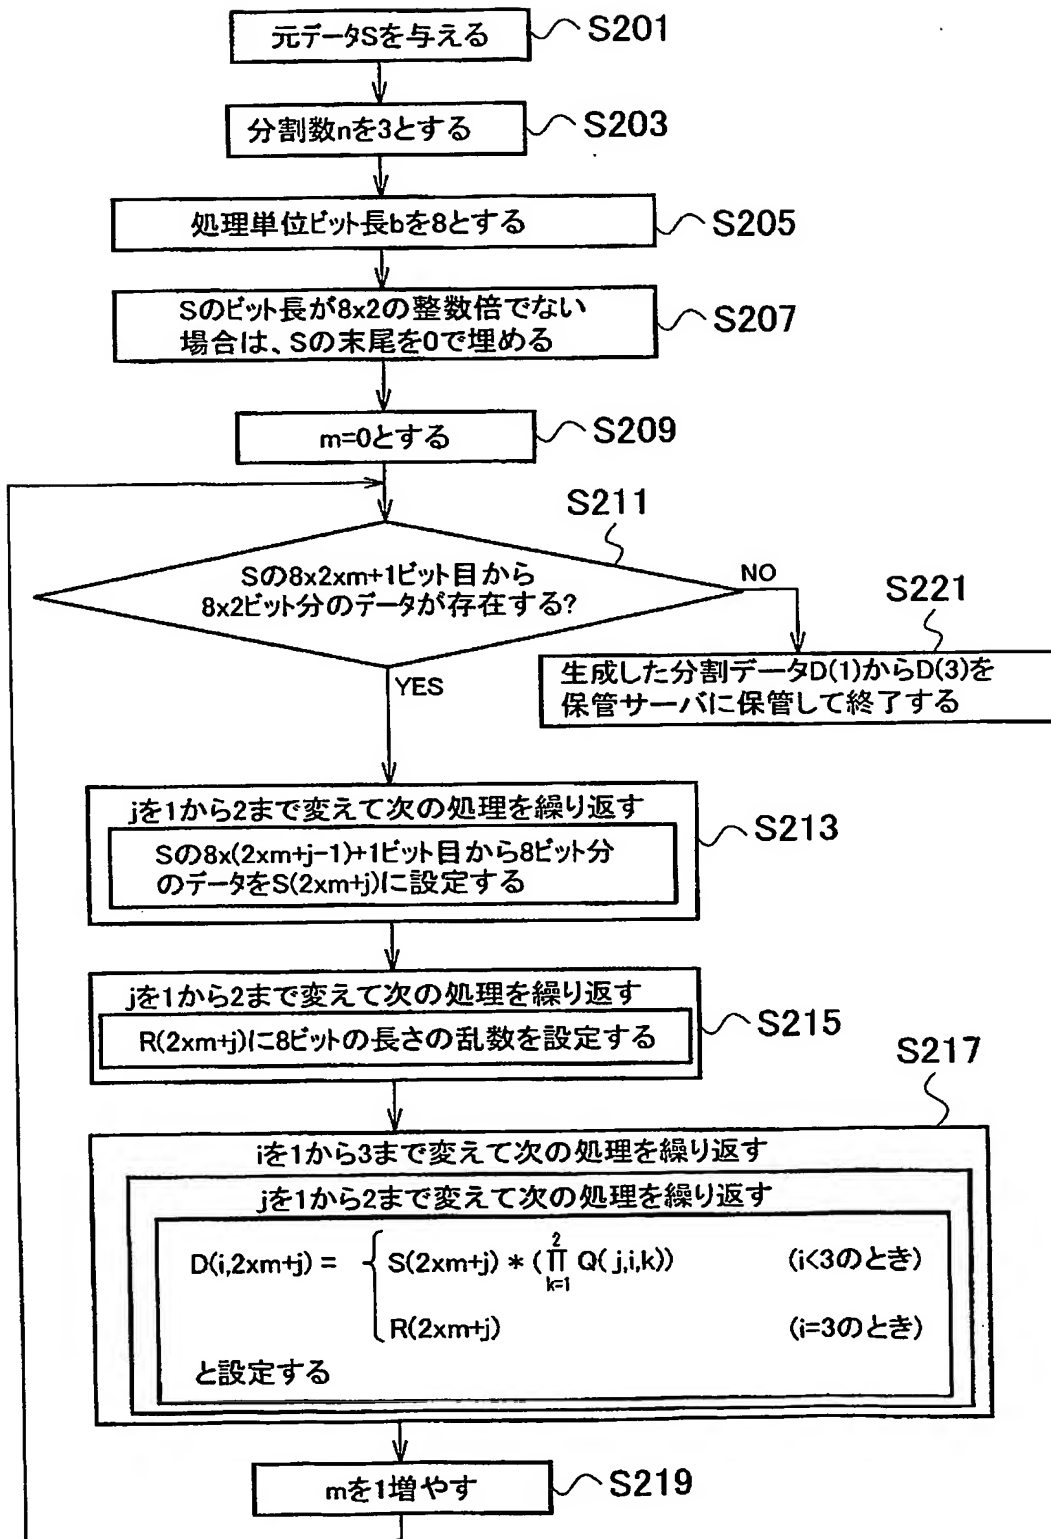 元データSを与える
S201
分割数nを3とする
S203
処理単位ビット長bを8とする
S205
Sのビット長が8x2の整数倍でない
場合は、Sの末尾を0で埋める
S207
m=0とする
S209
S211
Sの8x2xm+1ビット目から
8x2ビット分のデータが存在する?
NO
S221
YES
生成した分割データD(1)からD(3)を
保管サーバに保管して終了する
jを1から2まで変えて次の処理を繰り返す
S213
Sの8x(2xm+j-1)+1ビット目から8ビット分
のデータをS(2xm+j)に設定する
jを1から2まで変えて次の処理を繰り返す
S215
R(2xm+j)に8ビットの長さの乱数を設定する
S217
iを1から3まで変えて次の処理を繰り返す
jを1から2まで変えて次の処理を繰り返す
D(i,2xm+j) = { S(2xm+j) * (∏_{k=1}^{2} Q(j,i,k)) (i<3のとき)
R(2xm+j) (i=3のとき)
と設定する
mを1増やす
S219